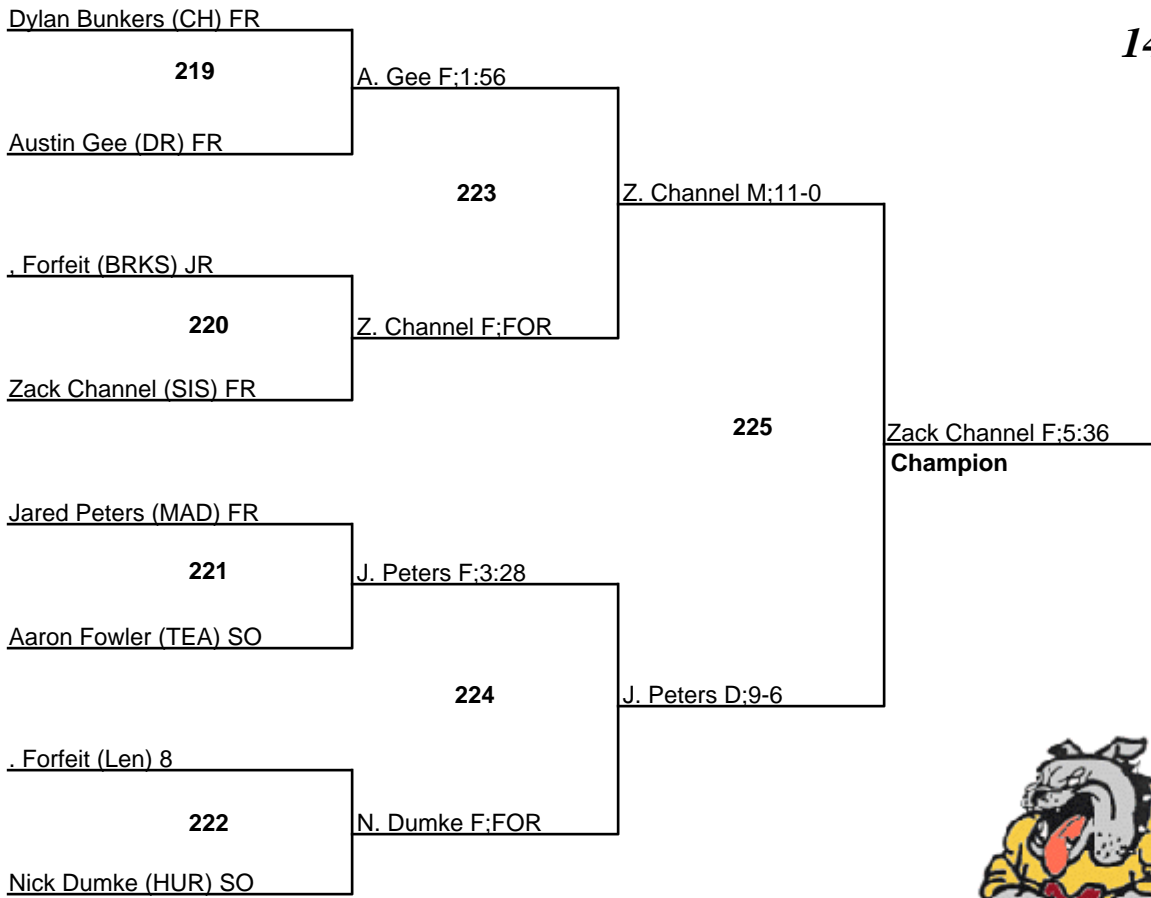 Dylan Bunkers (CH) FR
14
219
A. Gee F;1:56
Austin Gee (DR) FR
223
Z. Channel M;11-0
, Forfeit (BRKS) JR
220
Z. Channel F;FOR
Zack Channel (SIS) FR
225
Zack Channel F;5:36
Champion
Jared Peters (MAD) FR
221
J. Peters F;3:28
Aaron Fowler (TEA) SO
224
J. Peters D;9-6
. Forfeit (Len) 8
222
N. Dumke F;FOR
Nick Dumke (HUR) SO